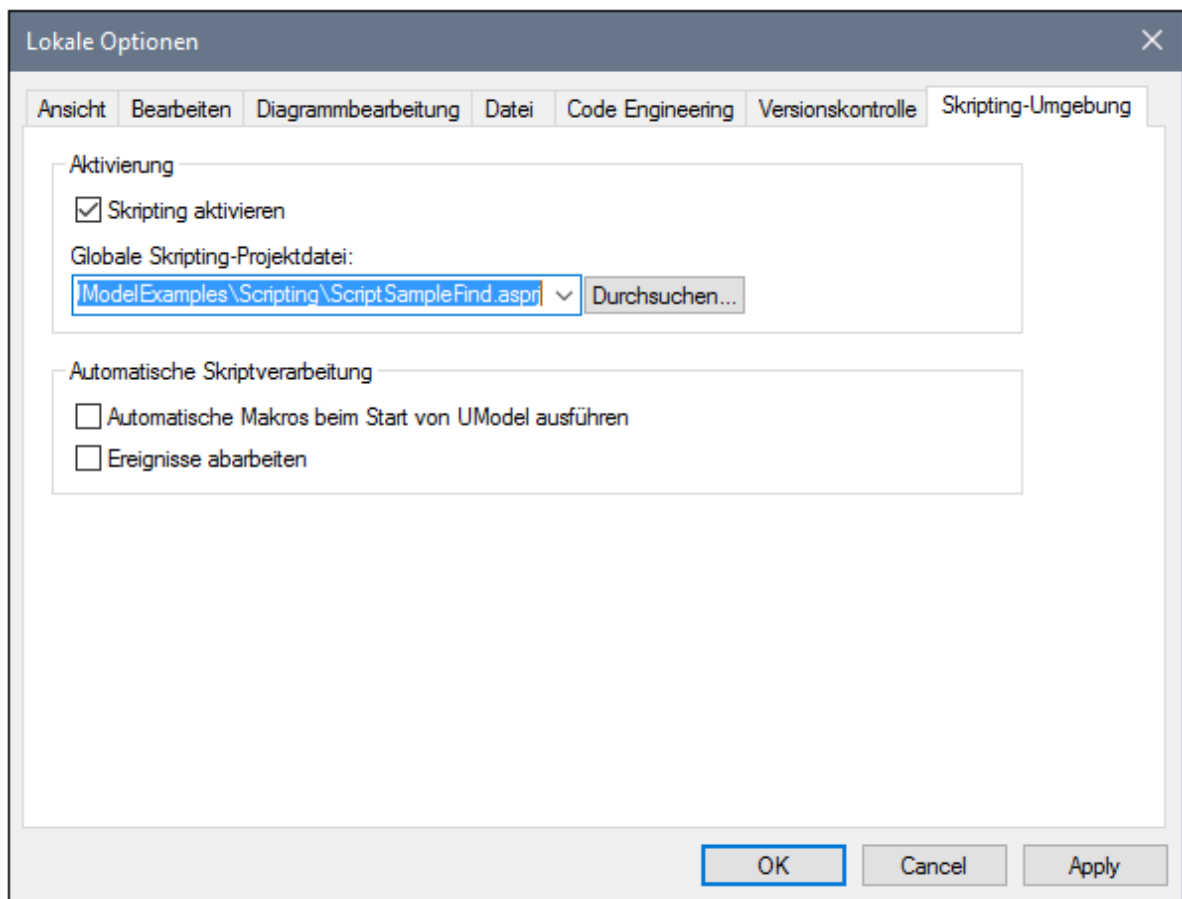 Lokale Optionen
Ansicht Bearbeiten Diagrammbearbeitung Datei Code Engineering Versionskontrolle Skripting-Umgebung
Aktivierung
Skripting aktivieren
Globale Skripting-Projektdatei:
ModelExamples\Scripting\ScriptSampleFind.asprj Durchsuchen...
Automatische Skriptverarbeitung
Automatische Makros beim Start von UModel ausführen
Ereignisse abarbeiten
OK Cancel Apply